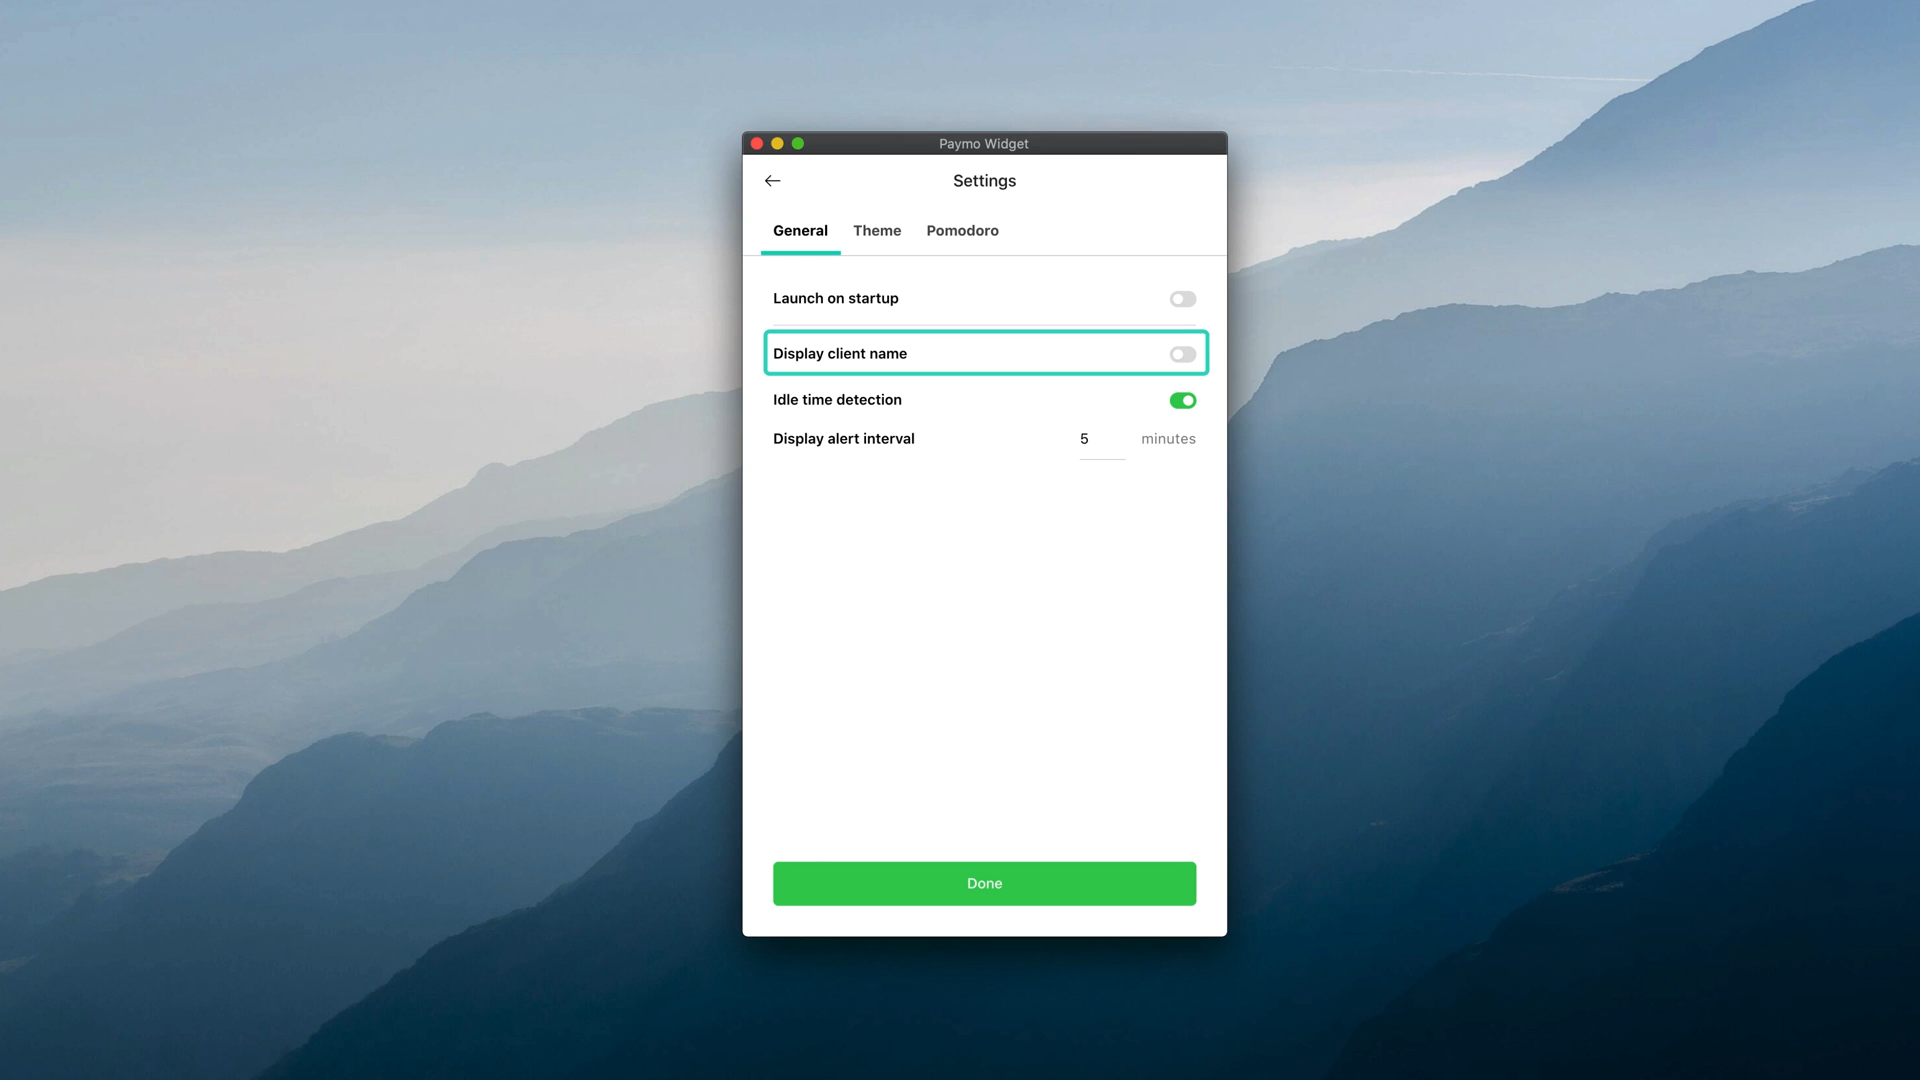 Paymo Widget
Settings
General Theme Pomodoro
Launch on startup
Display client name
Idle time detection
Display alert interval 5 minutes
Done